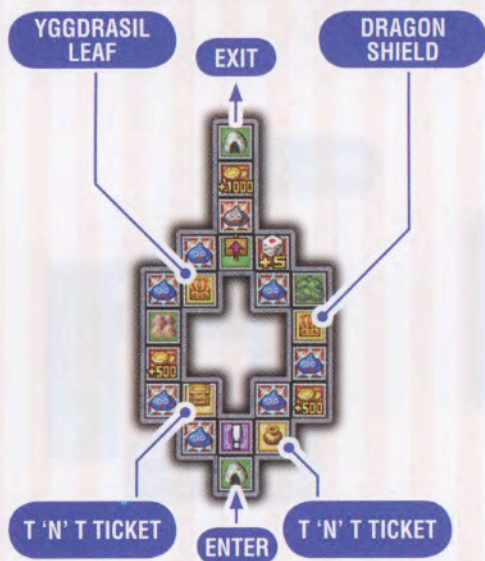 YGGDRASIL
LEAF
EXIT
DRAGON
SHIELD
+1000
+5
+500
+500
T 'N' T TICKET
ENTER
T 'N' T TICKET